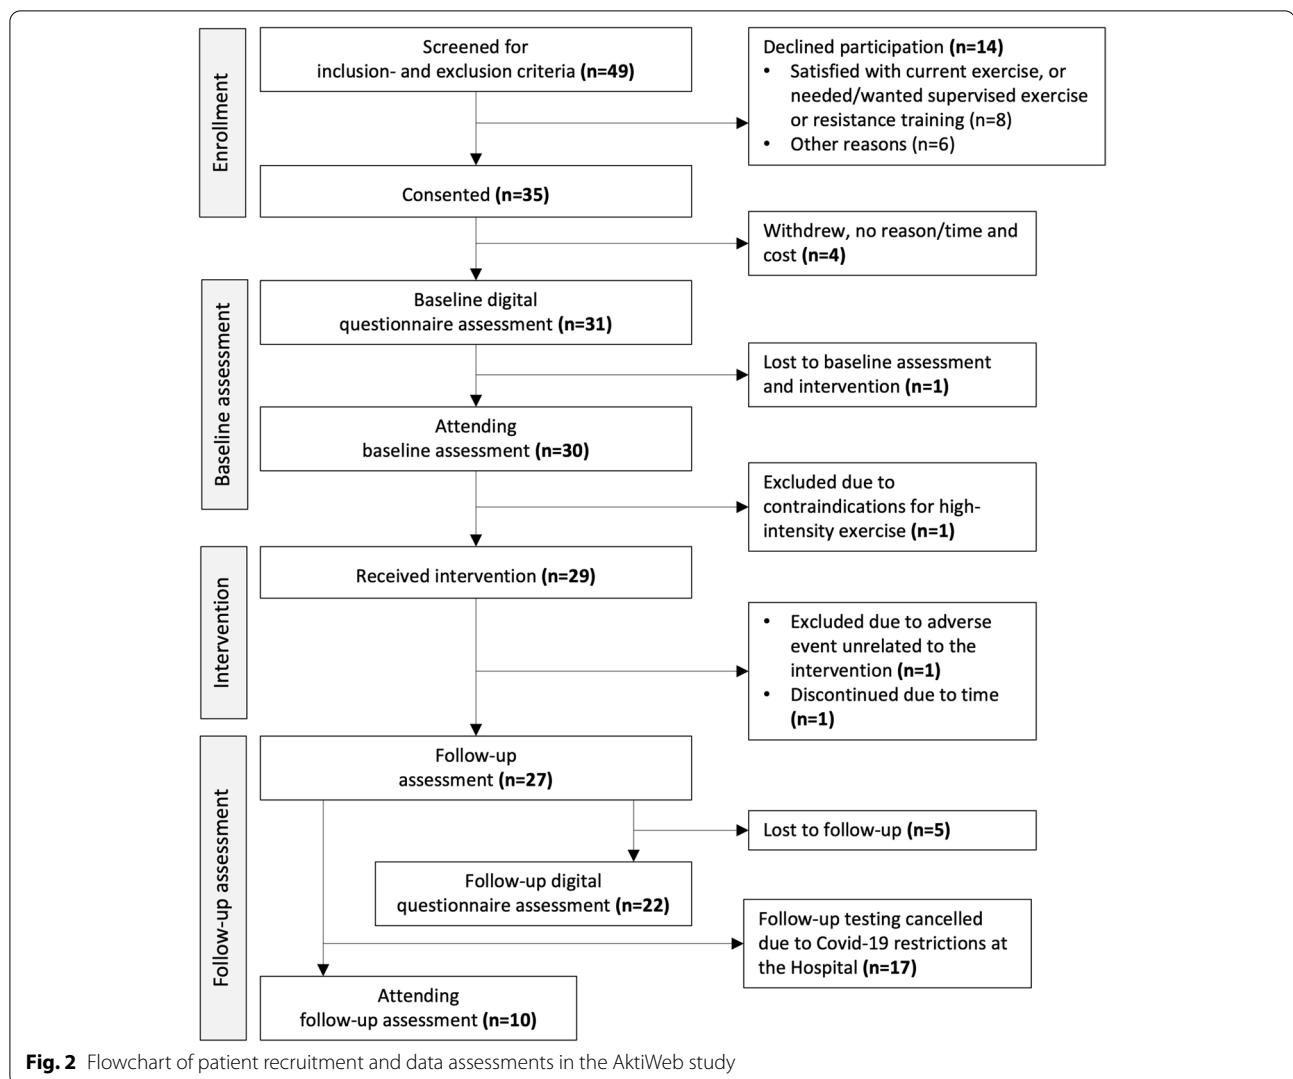 Enrollment
Screened for
inclusion- and exclusion criteria (n=49)
Declined participation (n=14)
• Satisfied with current exercise, or
needed/wanted supervised exercise
or resistance training (n=8)
• Other reasons (n=6)
Consented (n=35)
Withdrew, no reason/time and
cost (n=4)
Baseline assessment
Baseline digital
questionnaire assessment (n=31)
Lost to baseline assessment
and intervention (n=1)
Attending
baseline assessment (n=30)
Excluded due to
contraindications for high-
intensity exercise (n=1)
Intervention
Received intervention (n=29)
• Excluded due to adverse
event unrelated to the
intervention (n=1)
• Discontinued due to time
(n=1)
Follow-up assessment
Follow-up
assessment (n=27)
Lost to follow-up (n=5)
Follow-up digital
questionnaire assessment (n=22)
Follow-up testing cancelled
due to Covid-19 restrictions at
the Hospital (n=17)
Attending
follow-up assessment (n=10)
Fig. 2 Flowchart of patient recruitment and data assessments in the AktiWeb study